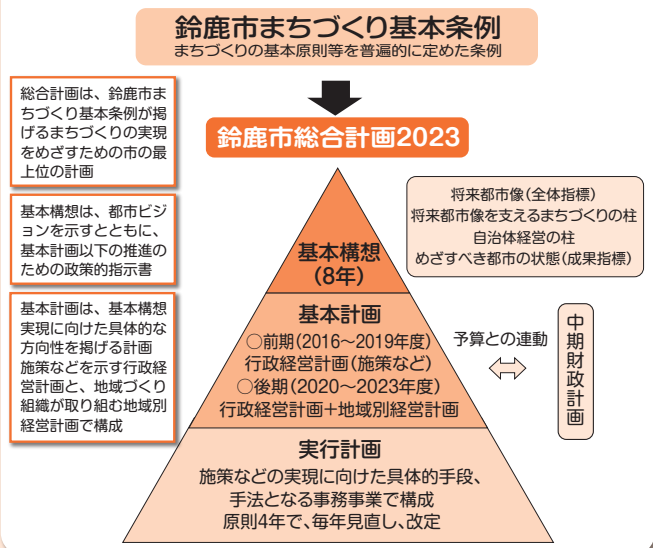 鈴鹿市まちづくり基本条例
まちづくりの基本原則等を普遍的に定めた条例
鈴鹿市総合計画2023
総合計画は、鈴鹿市ま
ちづくり基本条例が掲
げるまちづくりの実現
をめざすための市の最
上位の計画
基本構想は、都市ビジ
ョンを示すとともに、
基本計画以下の推進の
ための政策的指示書
基本計画は、基本構想
実現に向けた具体的な
方向性を掲げる計画
施策などを示す行政経
営計画と、地域づくり
組織が取り組む地域別
経営計画で構成
基本構想
(8年)
将来都市像(全体指標)
将来都市像を支えるまちづくりの柱
自治体経営の柱
めざすべき都市の状態(成果指標)
基本計画
○前期(2016～2019年度)
行政経営計画(施策など)
○後期(2020～2023年度)
行政経営計画＋地域別経営計画
予算との連動
中期財政計画
実行計画
施策などの実現に向けた具体的手段、
手法となる事務事業で構成
原則4年で、毎年見直し、改定